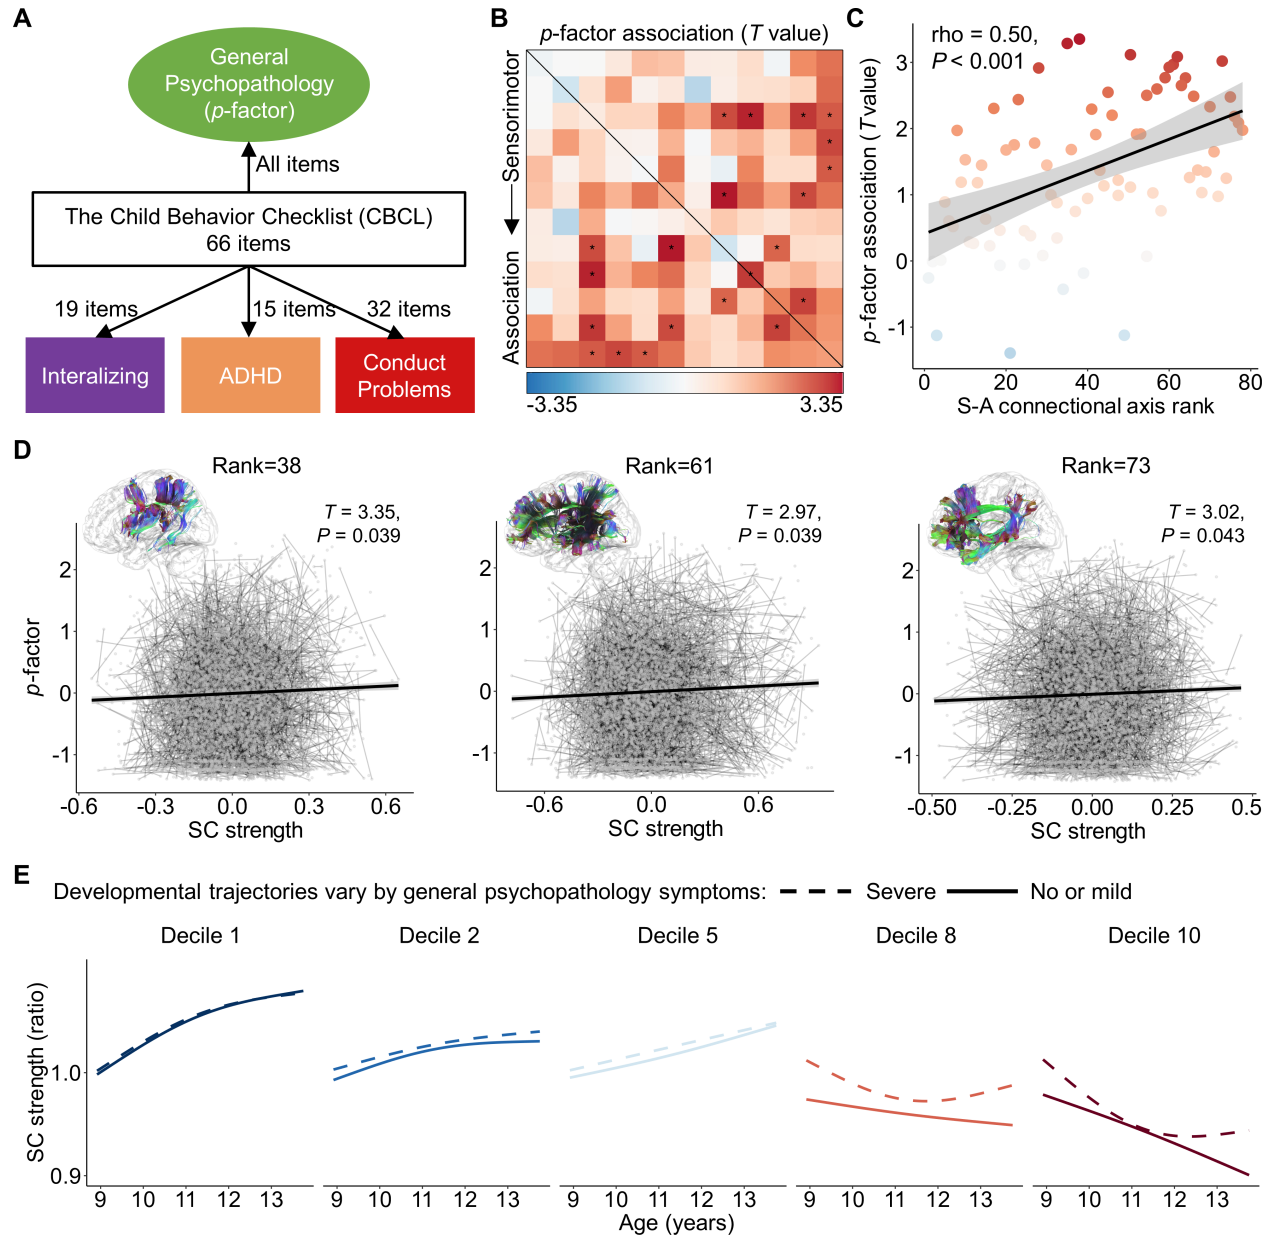 A
General
Psychopathology
(p-factor)
All items
The Child Behavior Checklist (CBCL)
66 items
19 items
15 items
32 items
Interalizing
ADHD
Conduct
Problems
B
p-factor association (T value)
Sensorimotor
Association
* * * *
*
*
* *
* * *
* *
* *
* * *
* * *
-3.35
3.35
C
rho = 0.50,
P < 0.001
p-factor association (T value)
3
2
1
0
-1
0 20 40 60 80
S-A connectional axis rank
D
Rank=38
T = 3.35,
P = 0.039
p-factor
2
1
0
-1
-0.6 -0.3 0.0 0.3 0.6
SC strength
Rank=61
T = 2.97,
P = 0.039
2
1
0
-1
-0.6 0.0 0.6
SC strength
Rank=73
T = 3.02,
P = 0.043
2
1
0
-1
-0.50 -0.25 0.00 0.25 0.5
SC strength
E
Developmental trajectories vary by general psychopathology symptoms: Severe No or mild
Decile 1 Decile 2 Decile 5 Decile 8 Decile 10
SC strength (ratio)
1.0
0.9
9 10 11 12 13 9 10 11 12 13 9 10 11 12 13 9 10 11 12 13 9 10 11 12 13
Age (years)